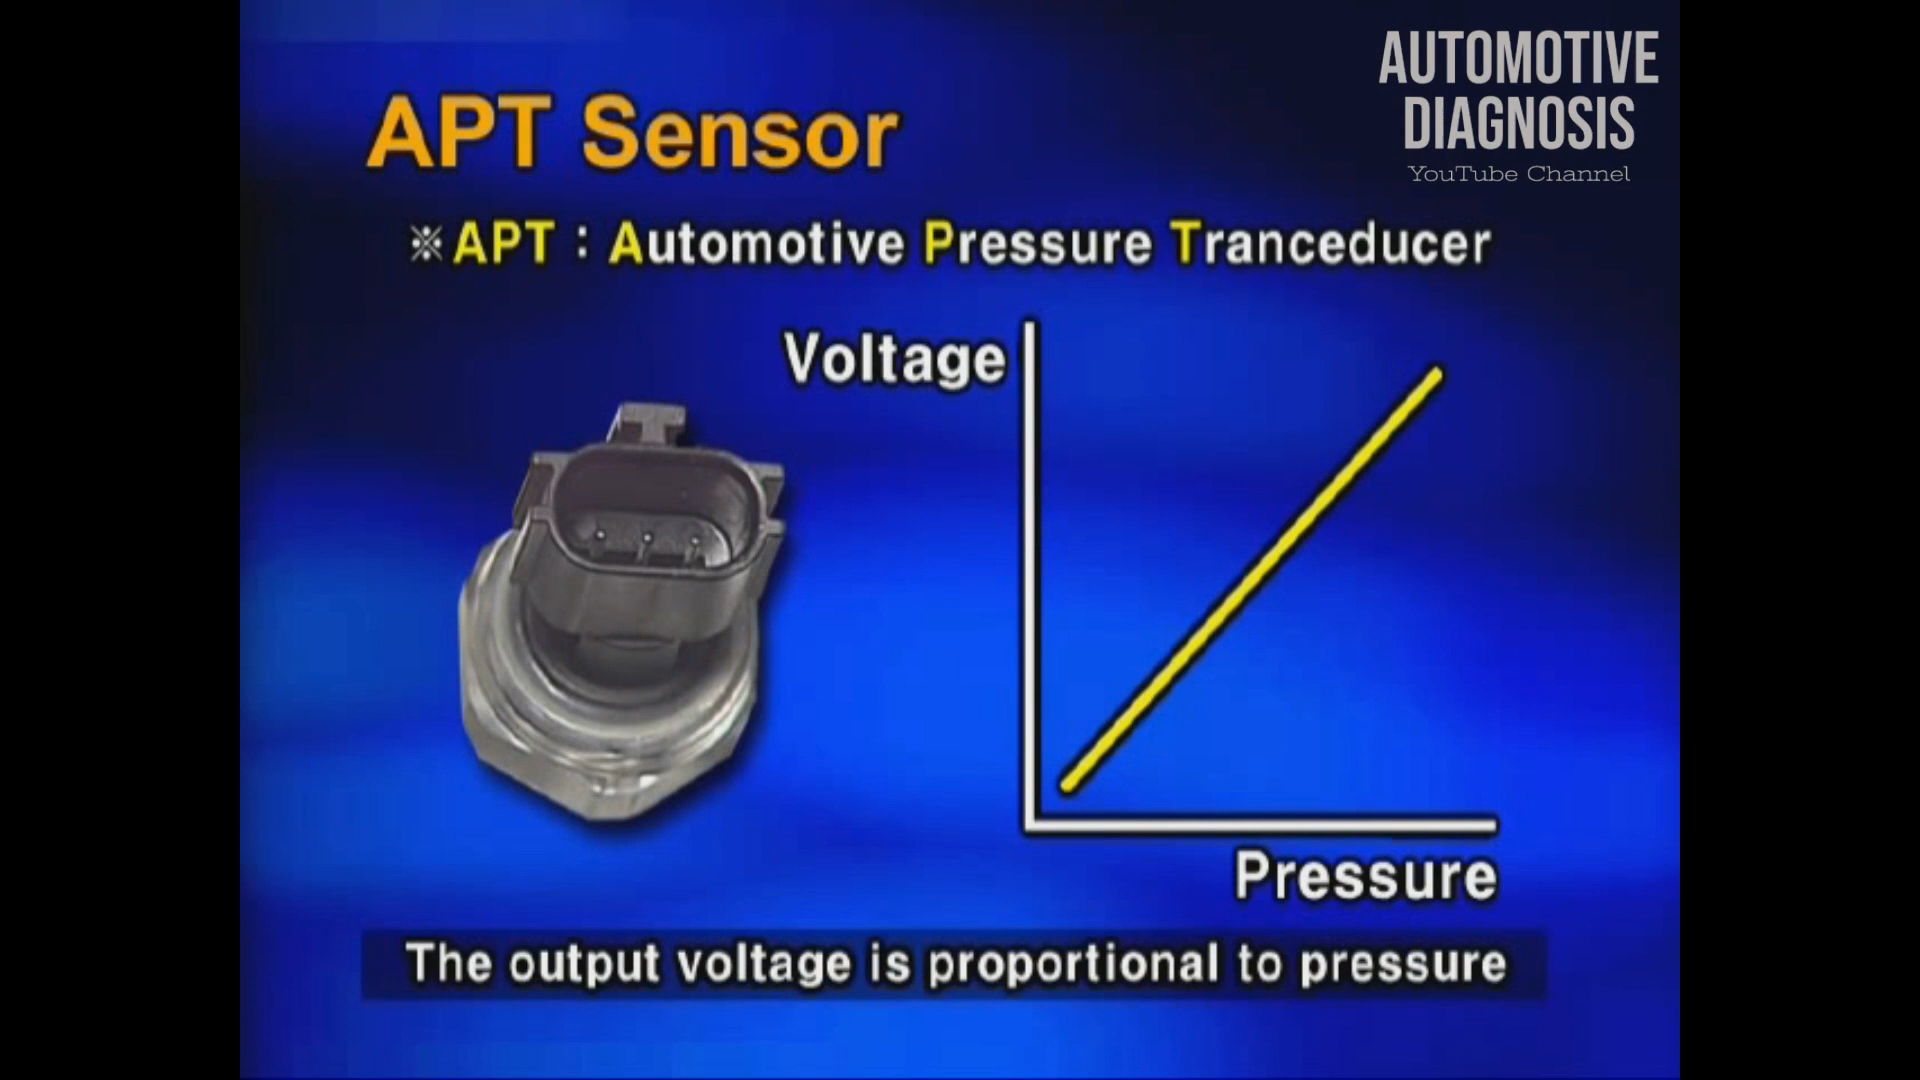 AUTOMOTIVE
DIAGNOSIS
YouTube Channel
APT Sensor
※APT : Automotive Pressure Tranceducer
Voltage
Pressure
The output voltage is proportional to pressure